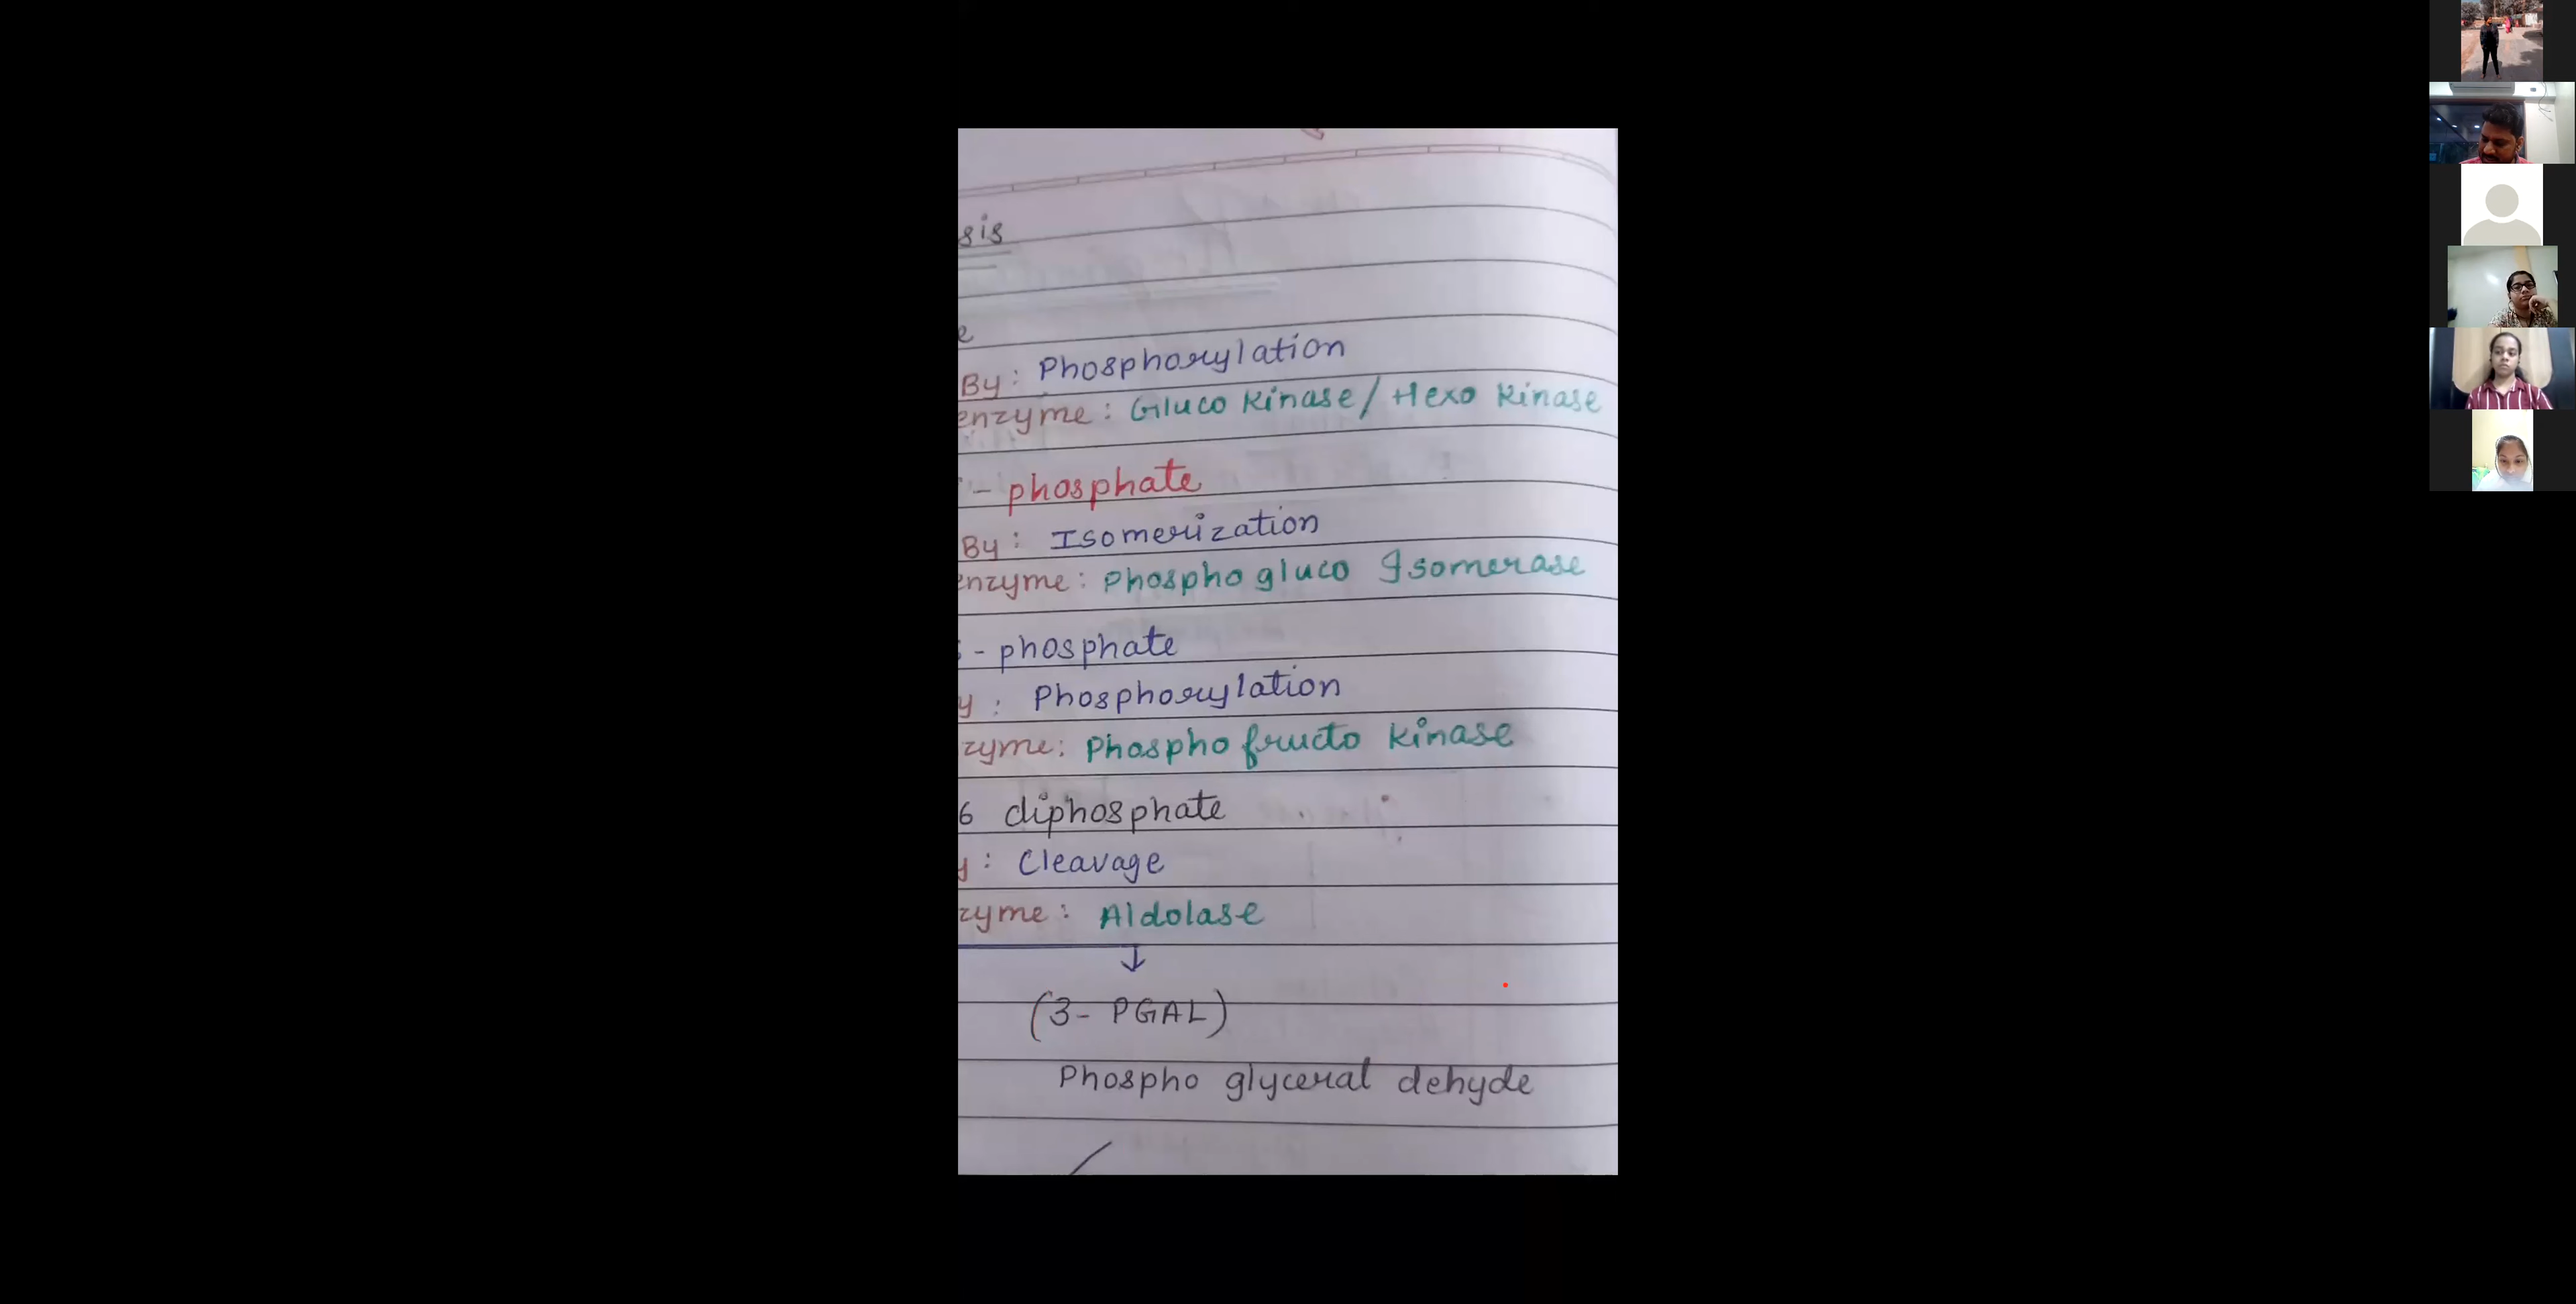 sis
e
By: Phosphorylation
enzyme: Gluco Kinase/Hexo Kinase
- phosphate
By: Isomerization
enzyme: Phospho gluco Isomerase
- phosphate
y: Phosphorylation
zyme: Phospho fructo Kinase
6 diphosphate
y: Cleavage
zyme: Aldolase
(3- PGAL)
Phospho glyceral dehyde